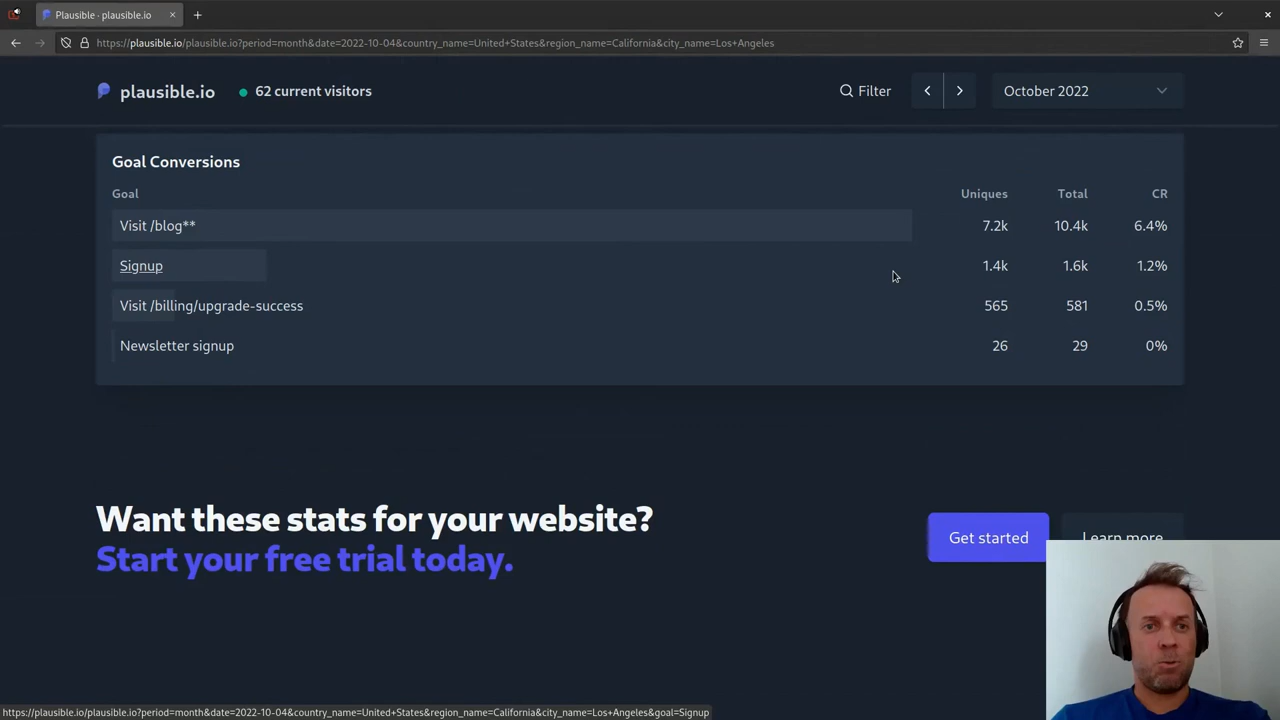 Plausible · plausible.io
https://plausible.io/plausible.io?period=month&date=2022-10-04&country_name=United+States&region_name=California&city_name=Los+Angeles
plausible.io
62 current visitors
Filter
October 2022
Goal Conversions
Goal Uniques Total CR
Visit /blog** 7.2k 10.4k 6.4%
Signup 1.4k 1.6k 1.2%
Visit /billing/upgrade-success 565 581 0.5%
Newsletter signup 26 29 0%
Want these stats for your website?
Start your free trial today.
Get started
Learn more
https://plausible.io/plausible.io?period=month&date=2022-10-04&country_name=United+States&region_name=California&city_name=Los+Angeles&goal=Signup